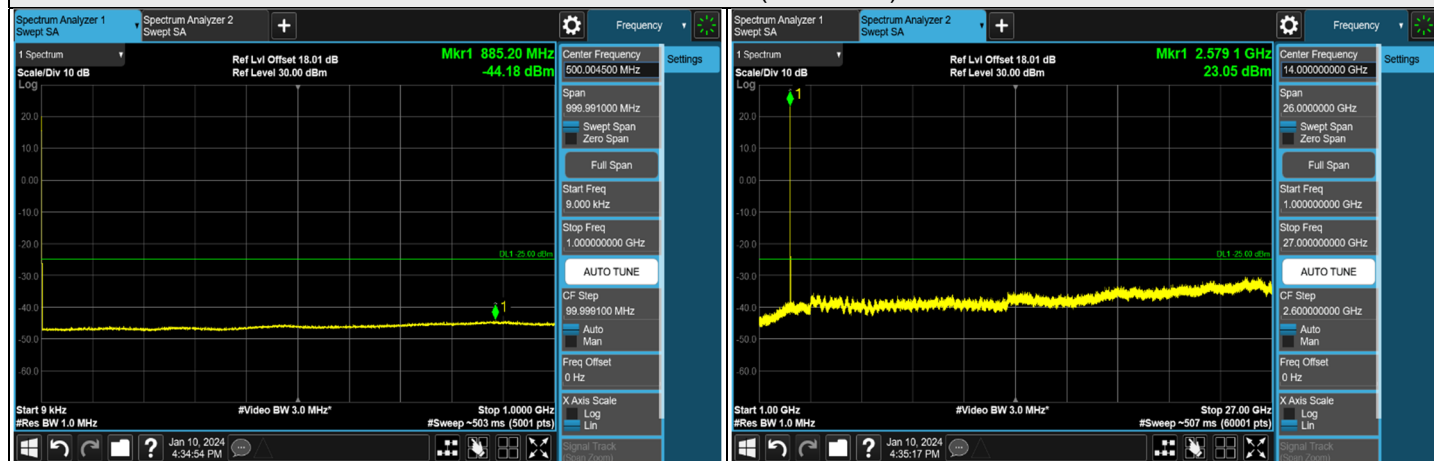 Spectrum Analyzer 1
Swept SA
Spectrum Analyzer 2
Swept SA
+
Frequency
1 Spectrum
Scale/Div 10 dB
Log
Ref Lvl Offset 18.01 dB
Ref Level 30.00 dBm
Mkr1 885.20 MHz
-44.18 dBm
1
20.0
10.0
0.00
-10.0
-20.0
-30.0
-40.0
-50.0
-60.0
DL1 -25.00 dBm
Start 9 kHz
#Res BW 1.0 MHz
#Video BW 3.0 MHz*
Stop 1.0000 GHz
#Sweep ~503 ms (5001 pts)
Center Frequency
500.004500 MHz
Settings
Span
999.991000 MHz
Swept Span
Zero Span
Full Span
Start Freq
9.000 kHz
Stop Freq
1.000000000 GHz
AUTO TUNE
CF Step
99.999100 MHz
Auto
Man
Freq Offset
0 Hz
X Axis Scale
Log
Lin
Signal Track
(Span Zoom)
?
Jan 10, 2024
4:34:54 PM
Spectrum Analyzer 1
Swept SA
Spectrum Analyzer 2
Swept SA
+
Frequency
1 Spectrum
Scale/Div 10 dB
Log
Ref Lvl Offset 18.01 dB
Ref Level 30.00 dBm
Mkr1 2.579 1 GHz
23.05 dBm
1
20.0
10.0
0.00
-10.0
-20.0
-30.0
-40.0
-50.0
-60.0
DL1 -25.00 dBm
Start 1.00 GHz
#Res BW 1.0 MHz
#Video BW 3.0 MHz*
Stop 27.00 GHz
#Sweep ~507 ms (60001 pts)
Center Frequency
14.000000000 GHz
Settings
Span
26.0000000 GHz
Swept Span
Zero Span
Full Span
Start Freq
1.000000000 GHz
Stop Freq
27.000000000 GHz
AUTO TUNE
CF Step
2.600000000 GHz
Auto
Man
Freq Offset
0 Hz
X Axis Scale
Log
Lin
Signal Track
(Span Zoom)
?
Jan 10, 2024
4:35:17 PM